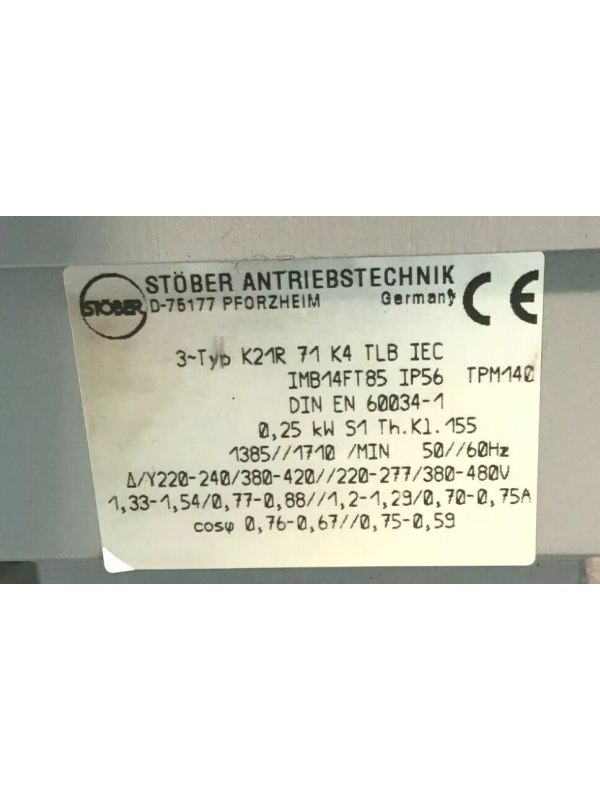 STÖBER
STÖBER ANTRIEBSTECHNIK
D-75177 PFORZHEIM Germany CE
3~Typ K21R 71 K4 TLB IEC
IMB14FT85 IP56 TPM140
DIN EN 60034-1
0,25 kW S1 Th.Kl.155
1385//1710 /MIN 50//60Hz
Δ/Y220-240/380-420//220-277/380-480V
1,33-1,54/0,77-0,88//1,2-1,29/0,70-0,75A
cosφ 0,76-0,67//0,75-0,59